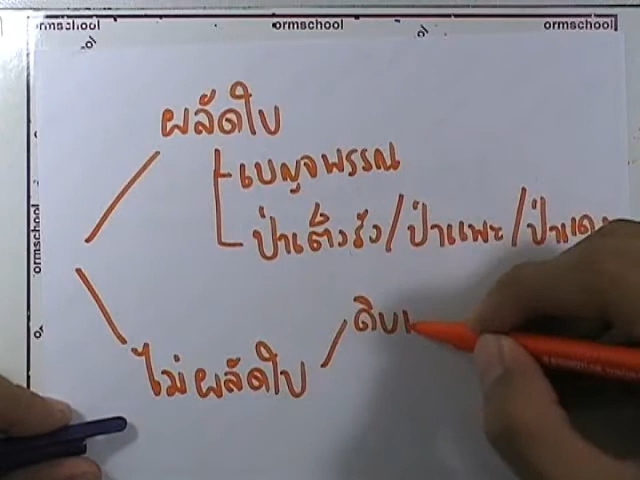 ormschool ormschool ormschool
ผลัดใบ
เบญจพรรณ
ป่าเต็งรัง/ป่าแพะ/ป่าแดง
ormschool
ไม่ผลัดใบ
ดิบเ